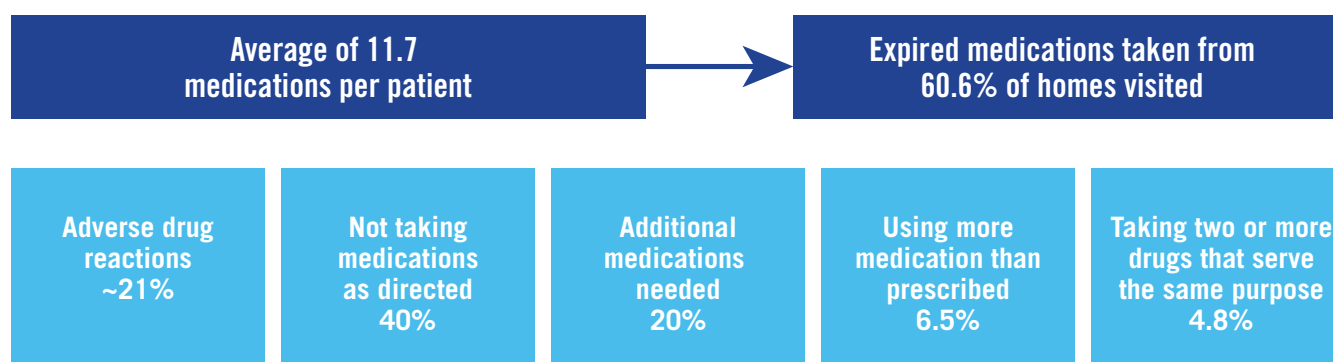 Average of 11.7
medications per patient
Expired medications taken from
60.6% of homes visited
Adverse drug
reactions
~21%
Not taking
medications
as directed
40%
Additional
medications
needed
20%
Using more
medication than
prescribed
6.5%
Taking two or more
drugs that serve
the same purpose
4.8%